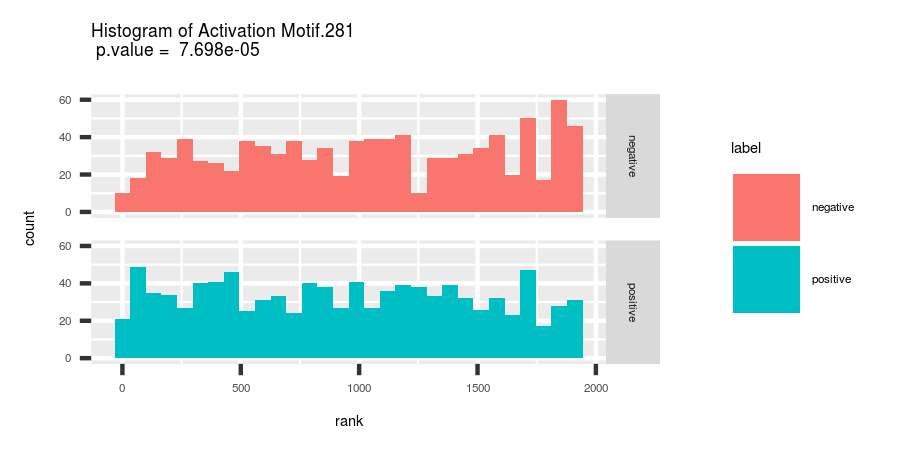 Histogram of Activation Motif.281
p.value =  7.698e-05
count
60
40
20
0
negative
60
40
20
0
positive
0
500
1000
1500
2000
rank
label
negative
positive